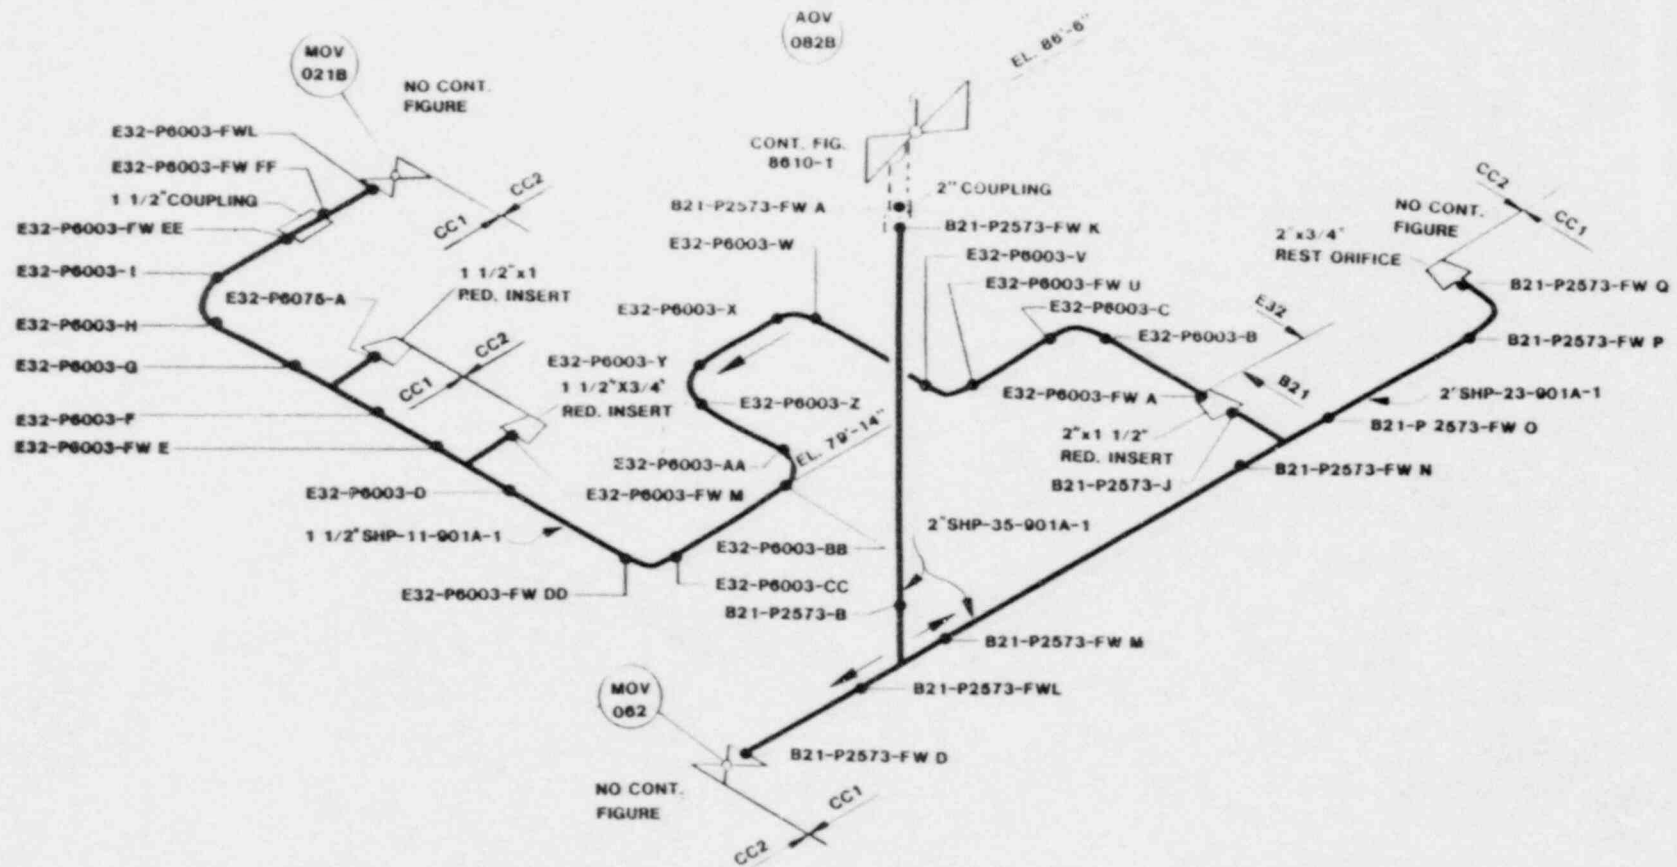 AOV
082B
EL. 86'-6"
MOV
021B
NO CONT.
FIGURE
E32-P6003-FWL
E32-P6003-FW FF
1 1/2" COUPLING
E32-P6003-FW EE
CC2
CC1
CONT. FIG.
8610-1
2" COUPLING
B21-P2573-FW A
B21-P2573-FW K
CC2
CC1
NO CONT.
FIGURE
2"x3/4"
REST ORIFICE
B21-P2573-FW Q
E32-P6003-W
E32-P6003-V
E32-P6003-FW U
E32-P6003-C
E32-P6003-B
E32
B21
B21-P2573-FW P
E32-P6003-I
1 1/2"x1
RED. INSERT
E32-P6075-A
E32-P6003-H
E32-P6003-X
E32-P6003-G
CC2
CC1
E32-P6003-Y
1 1/2"X3/4"
RED. INSERT
E32-P6003-Z
E32-P6003-FW A
2"SHP-23-901A-1
B21-P 2573-FW O
E32-P6003-F
E32-P6003-FW E
2"x1 1/2"
RED. INSERT
B21-P2573-J
B21-P2573-FW N
EL. 79'-14"
E32-P6003-AA
E32-P6003-D
E32-P6003-FW M
1 1/2"SHP-11-901A-1
2"SHP-35-901A-1
E32-P6003-BB
E32-P6003-CC
E32-P6003-FW DD
B21-P2573-B
B21-P2573-FW M
B21-P2573-FWL
MOV
062
B21-P2573-FW D
NO CONT.
FIGURE
CC1
CC2